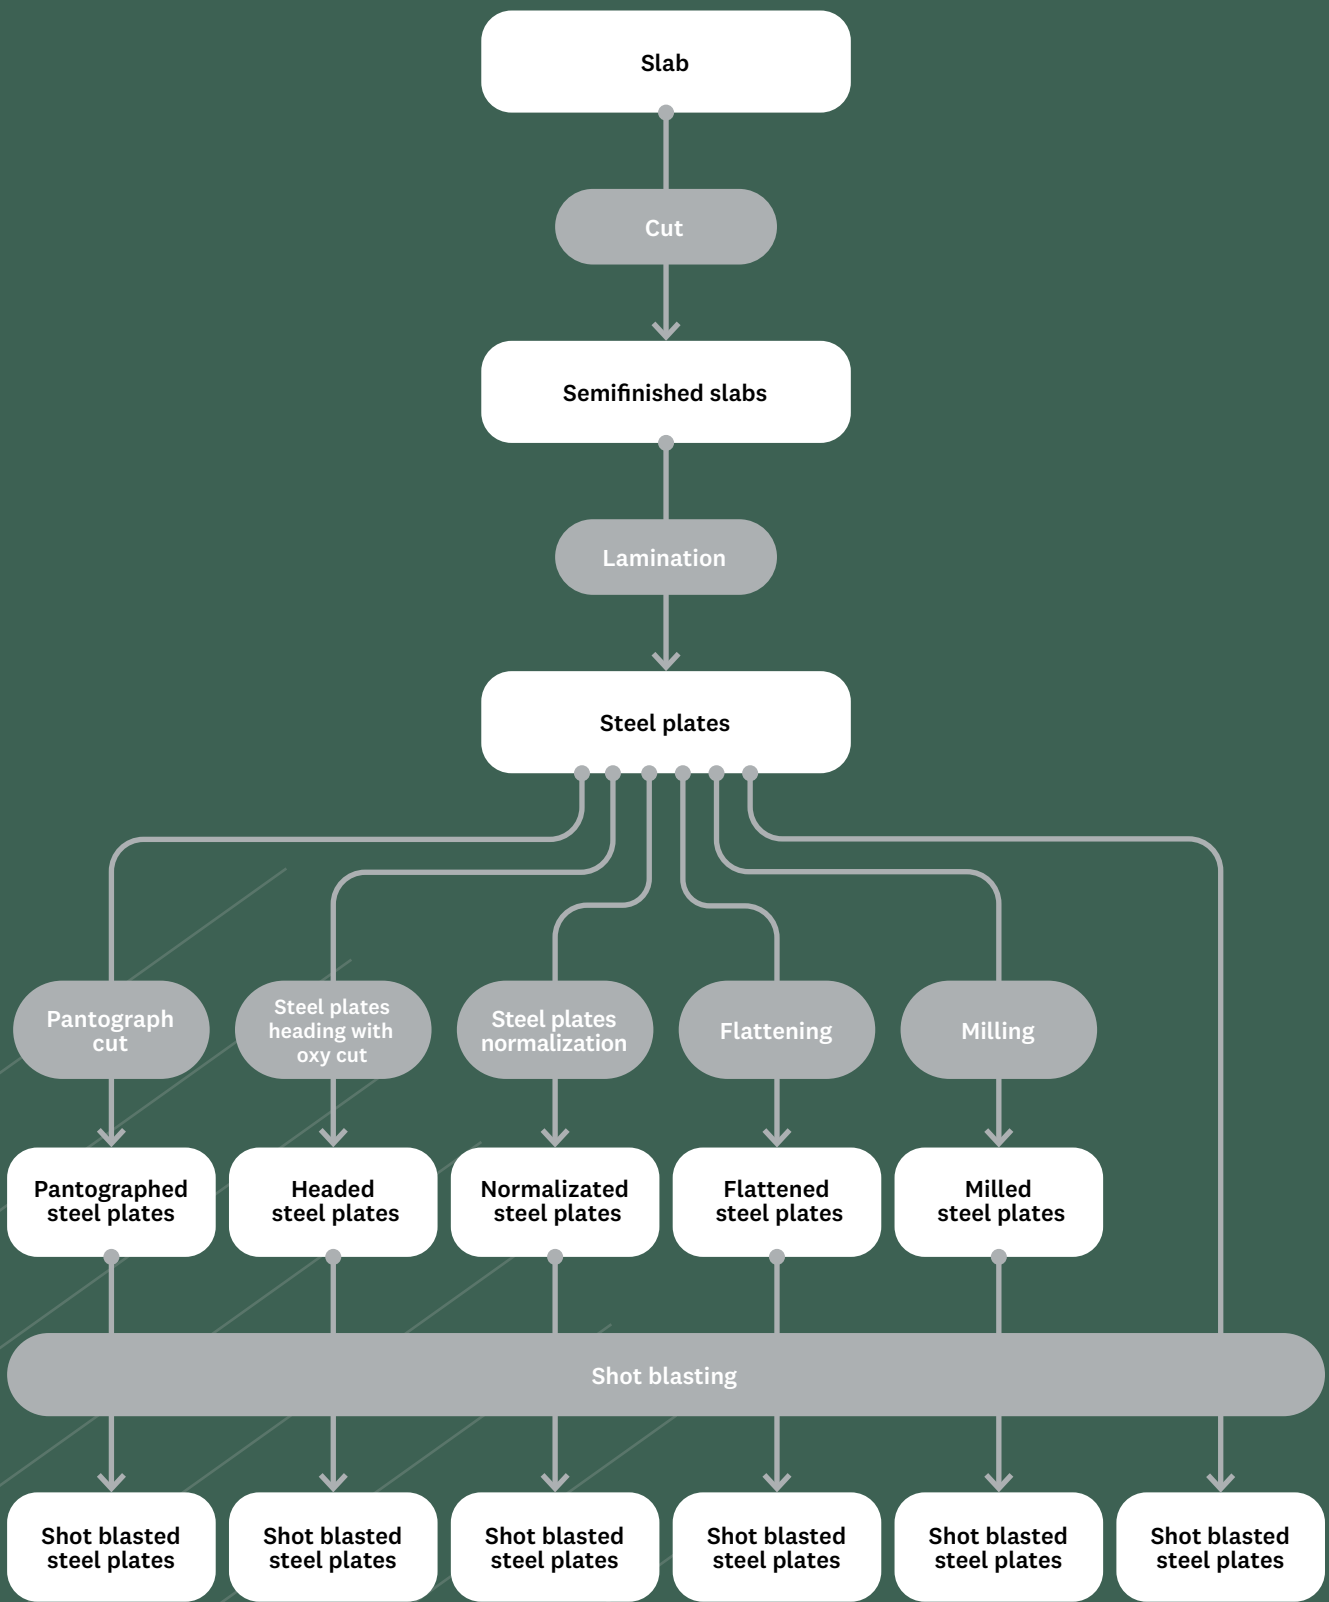 Slab
Cut
Semifinished slabs
Lamination
Steel plates
Pantograph
cut
Steel plates
heading with
oxy cut
Steel plates
normalization
Flattening
Milling
Pantographed
steel plates
Headed
steel plates
Normalizated
steel plates
Flattened
steel plates
Milled
steel plates
Shot blasting
Shot blasted
steel plates
Shot blasted
steel plates
Shot blasted
steel plates
Shot blasted
steel plates
Shot blasted
steel plates
Shot blasted
steel plates